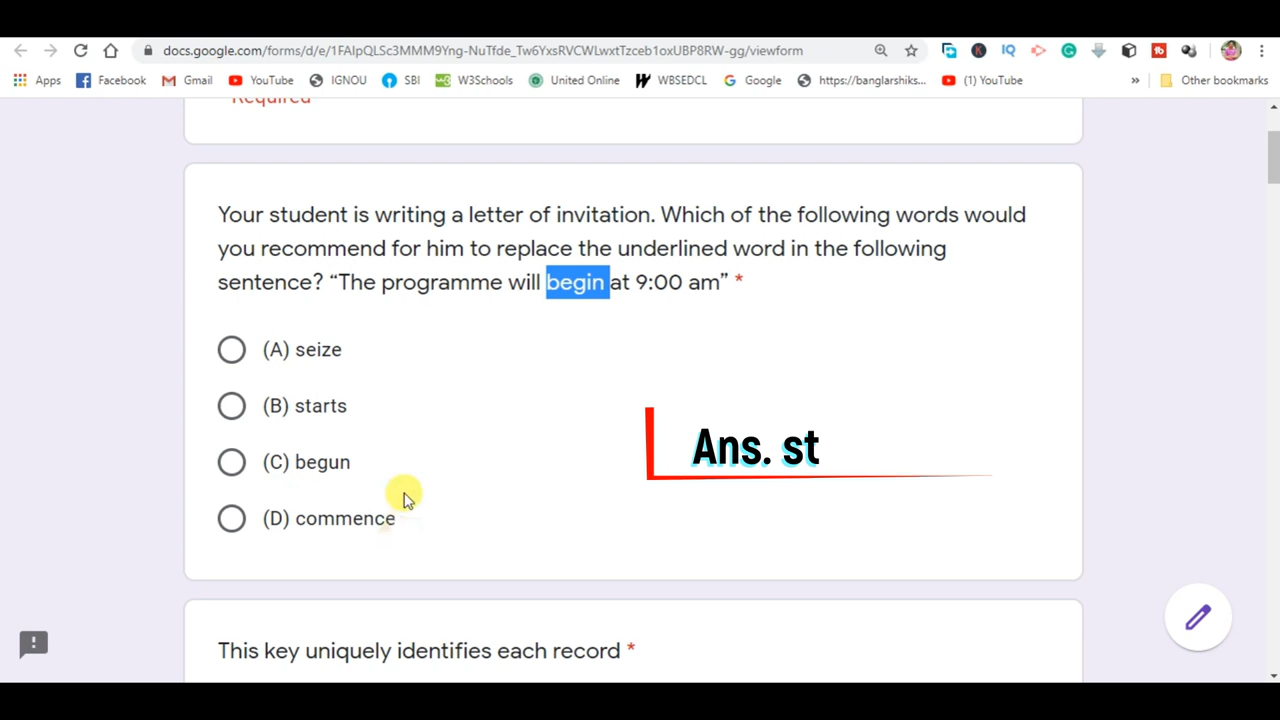 docs.google.com/forms/d/e/1FAIpQLSc3MMM9Yng-NuTfde_Tw6YxsRVCWLwxtTzceb1oxUBP8RW-gg/viewform
Apps Facebook Gmail YouTube IGNOU SBI W3Schools United Online WBSEDCL Google https://banglarshiks... (1) YouTube » Other bookmarks
Required
Your student is writing a letter of invitation. Which of the following words would
you recommend for him to replace the underlined word in the following
sentence? “The programme will begin at 9:00 am” *
(A) seize
(B) starts
(C) begun
(D) commence
Ans. st
This key uniquely identifies each record *